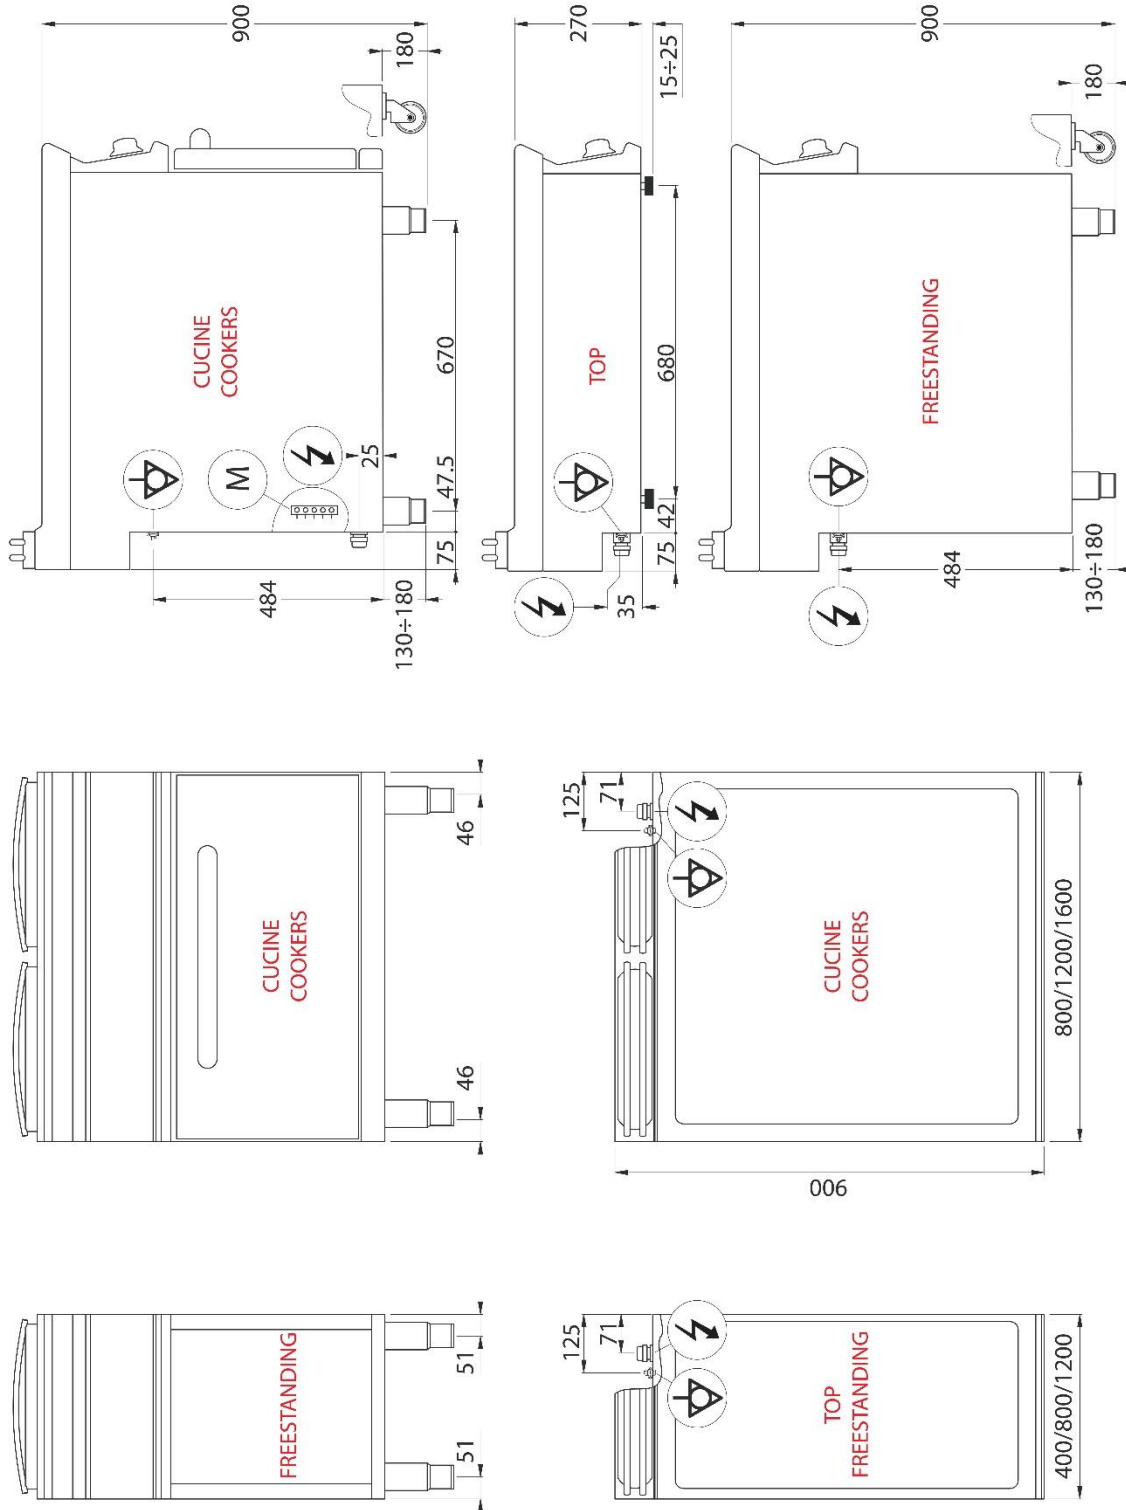 900
180
CUCINE
COOKERS
M
25
670
47.5
75
484
130÷180
270
15÷25
TOP
680
42
75
35
900
180
FREESTANDING
484
130÷180
46
CUCINE
COOKERS
46
125
71
CUCINE
COOKERS
800/1200/1600
900
FREESTANDING
51
51
125
71
TOP
FREESTANDING
400/800/1200